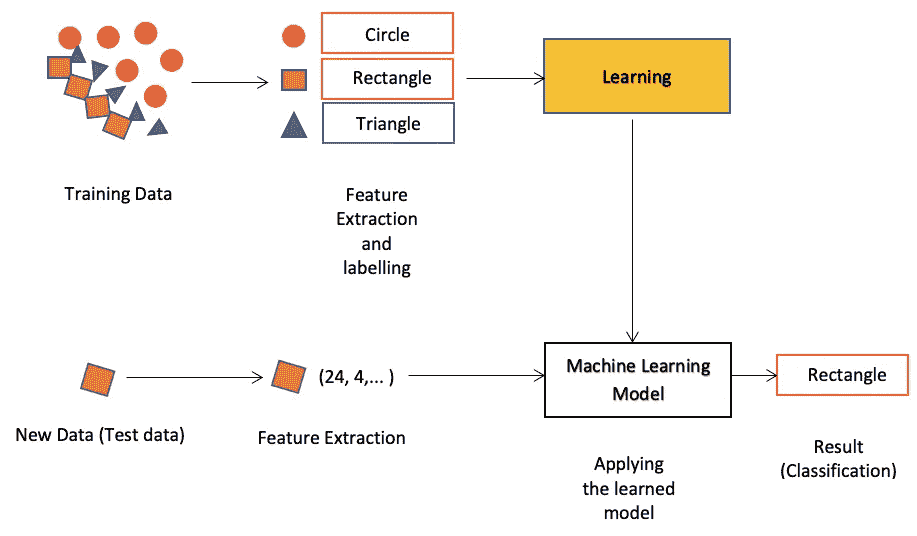 Circle
Rectangle
Triangle
Learning
Training Data
Feature
Extraction
and
labelling
(24, 4,... )
Machine Learning
Model
Rectangle
New Data (Test data)
Feature Extraction
Applying
the learned
model
Result
(Classification)